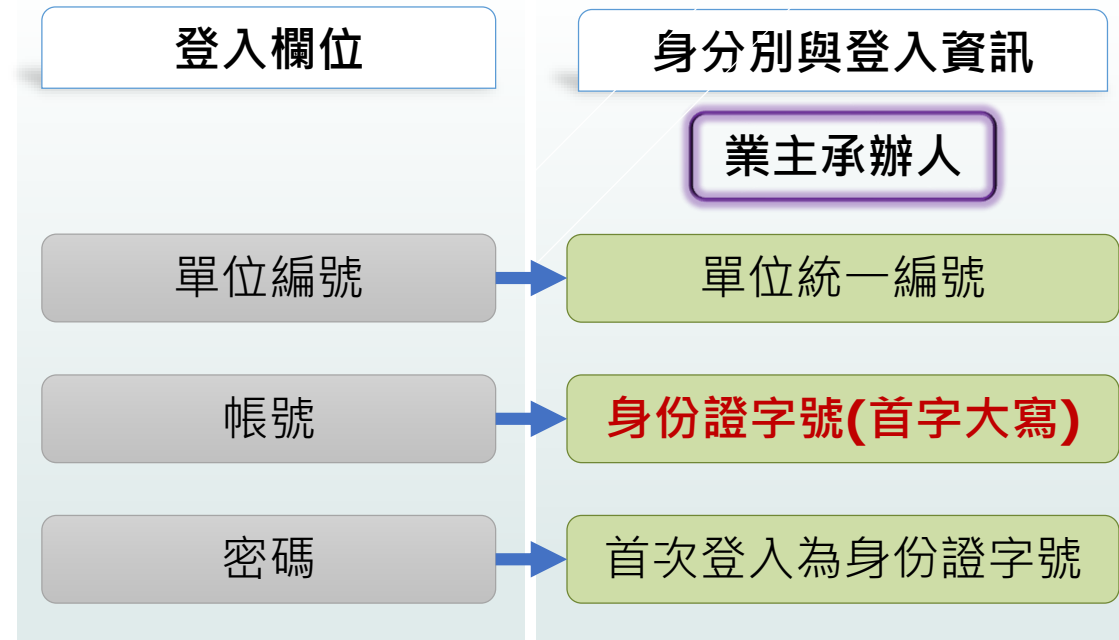 登入欄位
身分別與登入資訊
業主承辦人
單位編號
單位統一編號
帳號
身份證字號(首字大寫)
密碼
首次登入為身份證字號